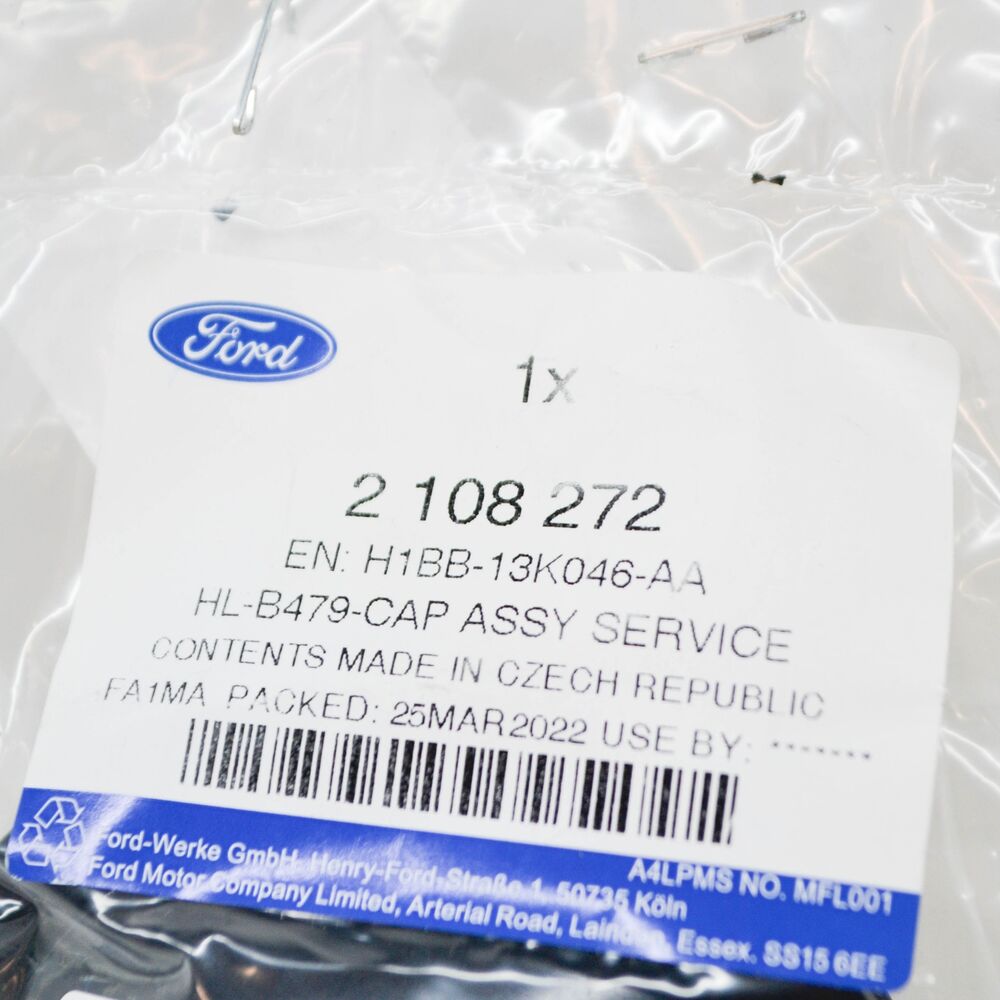 Ford
1x
2 108 272
EN: H1BB-13K046-AA
HL-B479-CAP ASSY SERVICE
CONTENTS MADE IN CZECH REPUBLIC
FA1MA PACKED: 25MAR2022 USE BY: *******
A4LPMS NO. MFL001
Ford-Werke GmbH, Henry-Ford-Straße 1, 50735 Köln
Ford Motor Company Limited, Arterial Road, Laindon, Essex. SS15 6EE